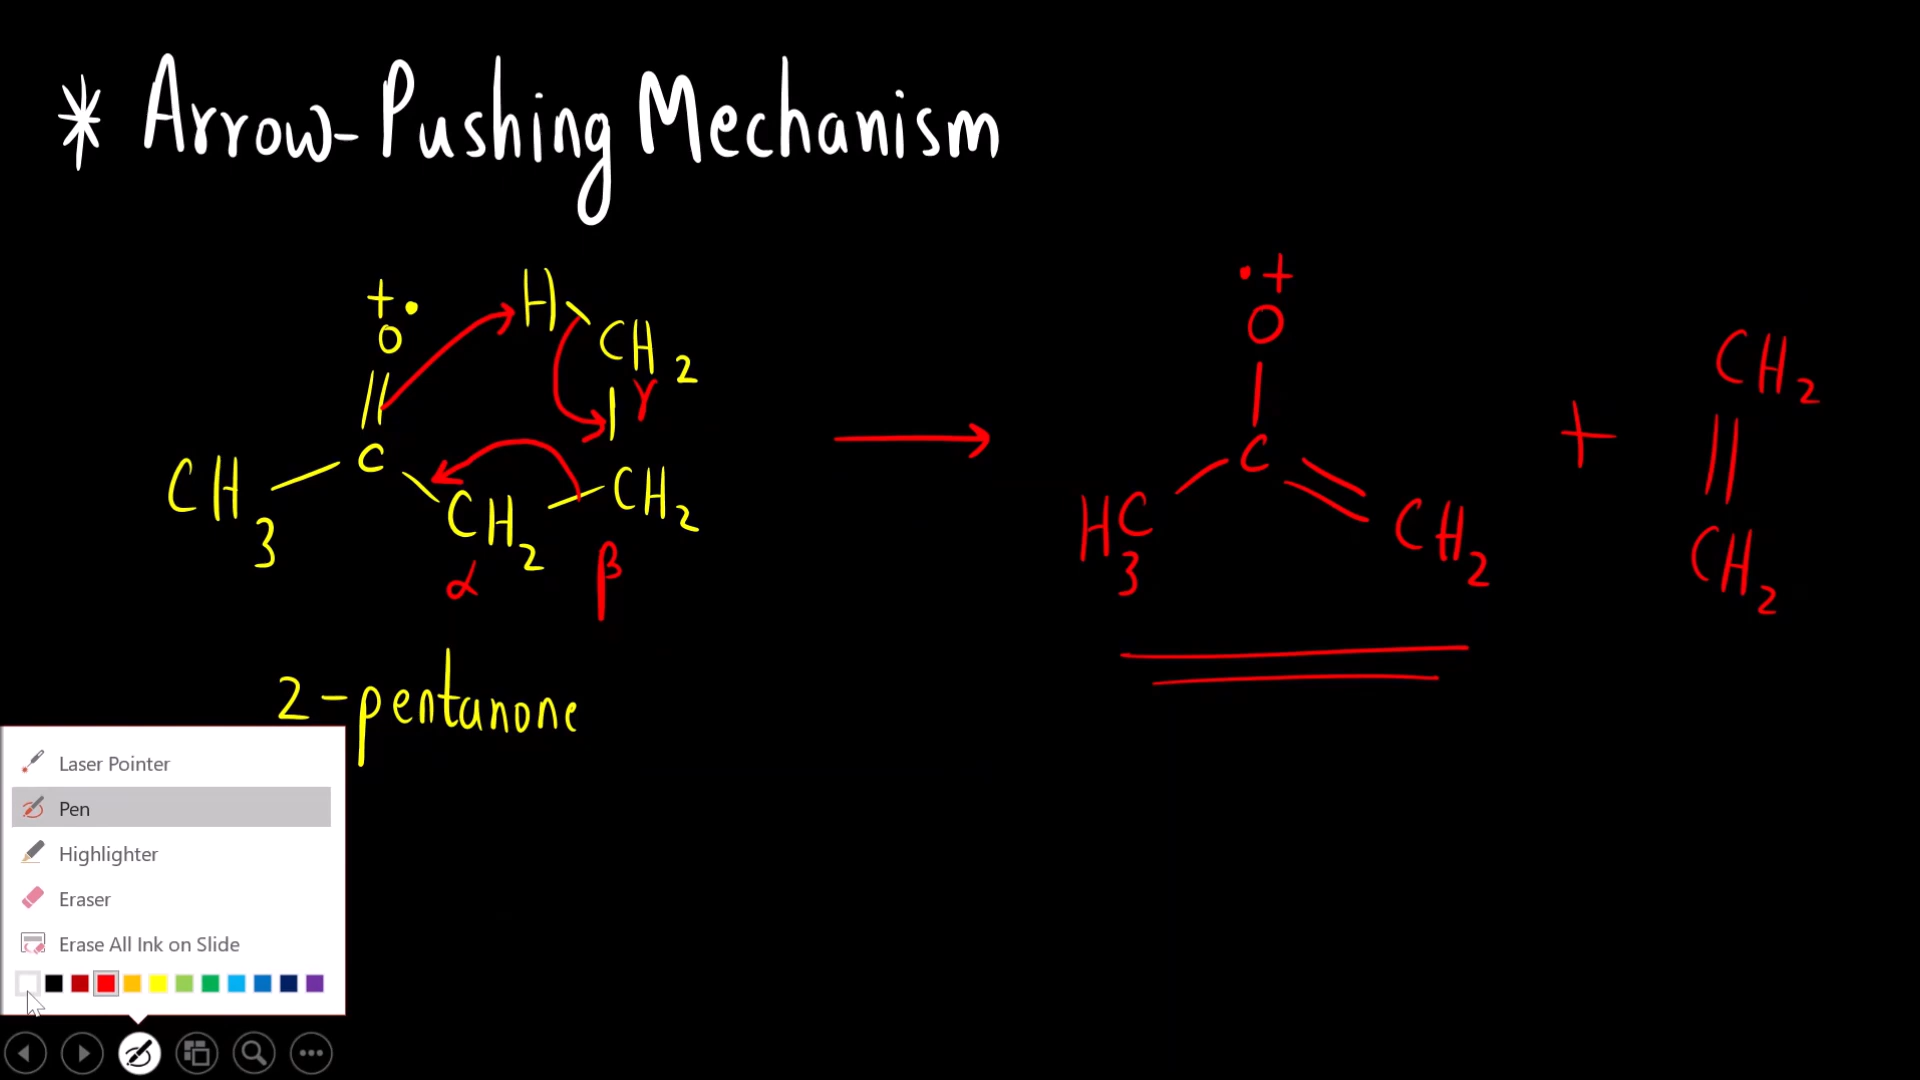 * Arrow-Pushing Mechanism
+•
O
H
CH2
γ
C
CH3
CH2
CH2
α
β
2-pentanone
•+
O
C
H3C
CH2
+
CH2
CH2
Laser Pointer
Pen
Highlighter
Eraser
Erase All Ink on Slide